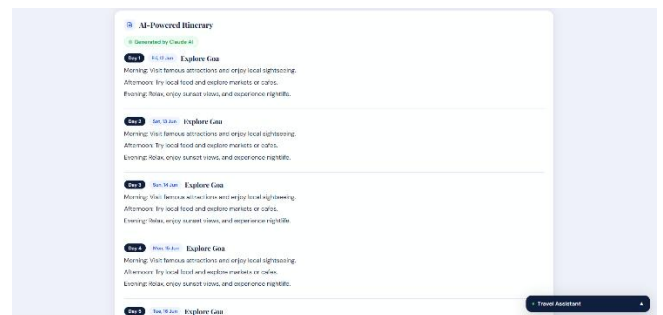 AI-Powered Itinerary
Generated by Claude AI
Day 1 Fri, 12 Jun Explore Goa
Morning: Visit famous attractions and enjoy local sightseeing.
Afternoon: Try local food and explore markets or cafes.
Evening: Relax, enjoy sunset views, and experience nightlife.
Day 2 Sat, 13 Jun Explore Goa
Morning: Visit famous attractions and enjoy local sightseeing.
Afternoon: Try local food and explore markets or cafes.
Evening: Relax, enjoy sunset views, and experience nightlife.
Day 3 Sun, 14 Jun Explore Goa
Morning: Visit famous attractions and enjoy local sightseeing.
Afternoon: Try local food and explore markets or cafes.
Evening: Relax, enjoy sunset views, and experience nightlife.
Day 4 Mon, 15 Jun Explore Goa
Morning: Visit famous attractions and enjoy local sightseeing.
Afternoon: Try local food and explore markets or cafes.
Evening: Relax, enjoy sunset views, and experience nightlife.
Day 5 Tue, 16 Jun Explore Goa
Travel Assistant